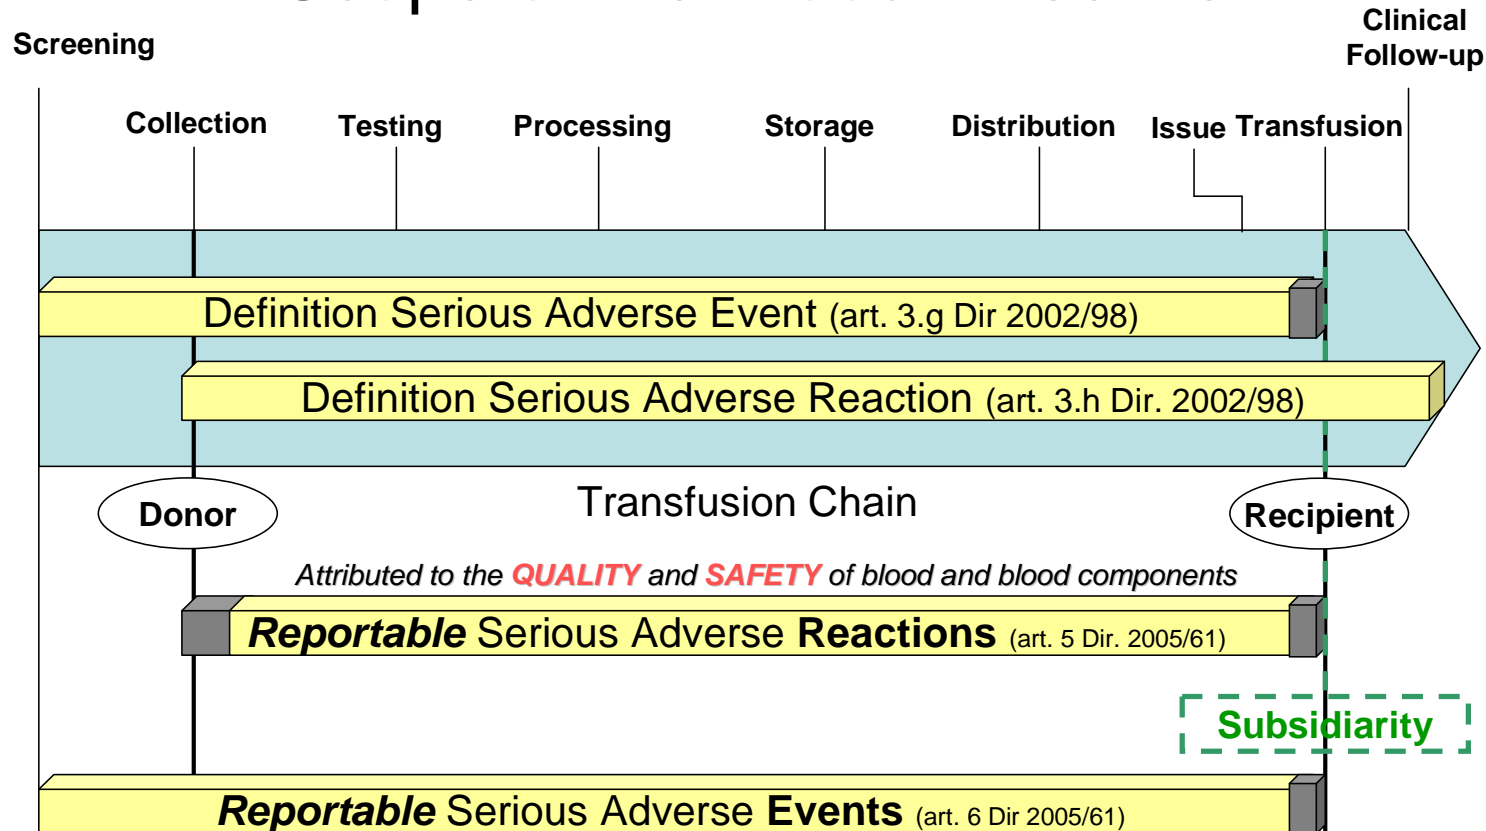 Clinical
Follow-up
Screening
Collection
Testing
Processing
Storage
Distribution
Issue
Transfusion
Definition Serious Adverse Event (art. 3.g Dir 2002/98)
Definition Serious Adverse Reaction (art. 3.h Dir. 2002/98)
Transfusion Chain
Donor
Recipient
Attributed to the QUALITY and SAFETY of blood and blood components
Reportable Serious Adverse Reactions (art. 5 Dir. 2005/61)
Subsidiarity
Reportable Serious Adverse Events (art. 6 Dir 2005/61)